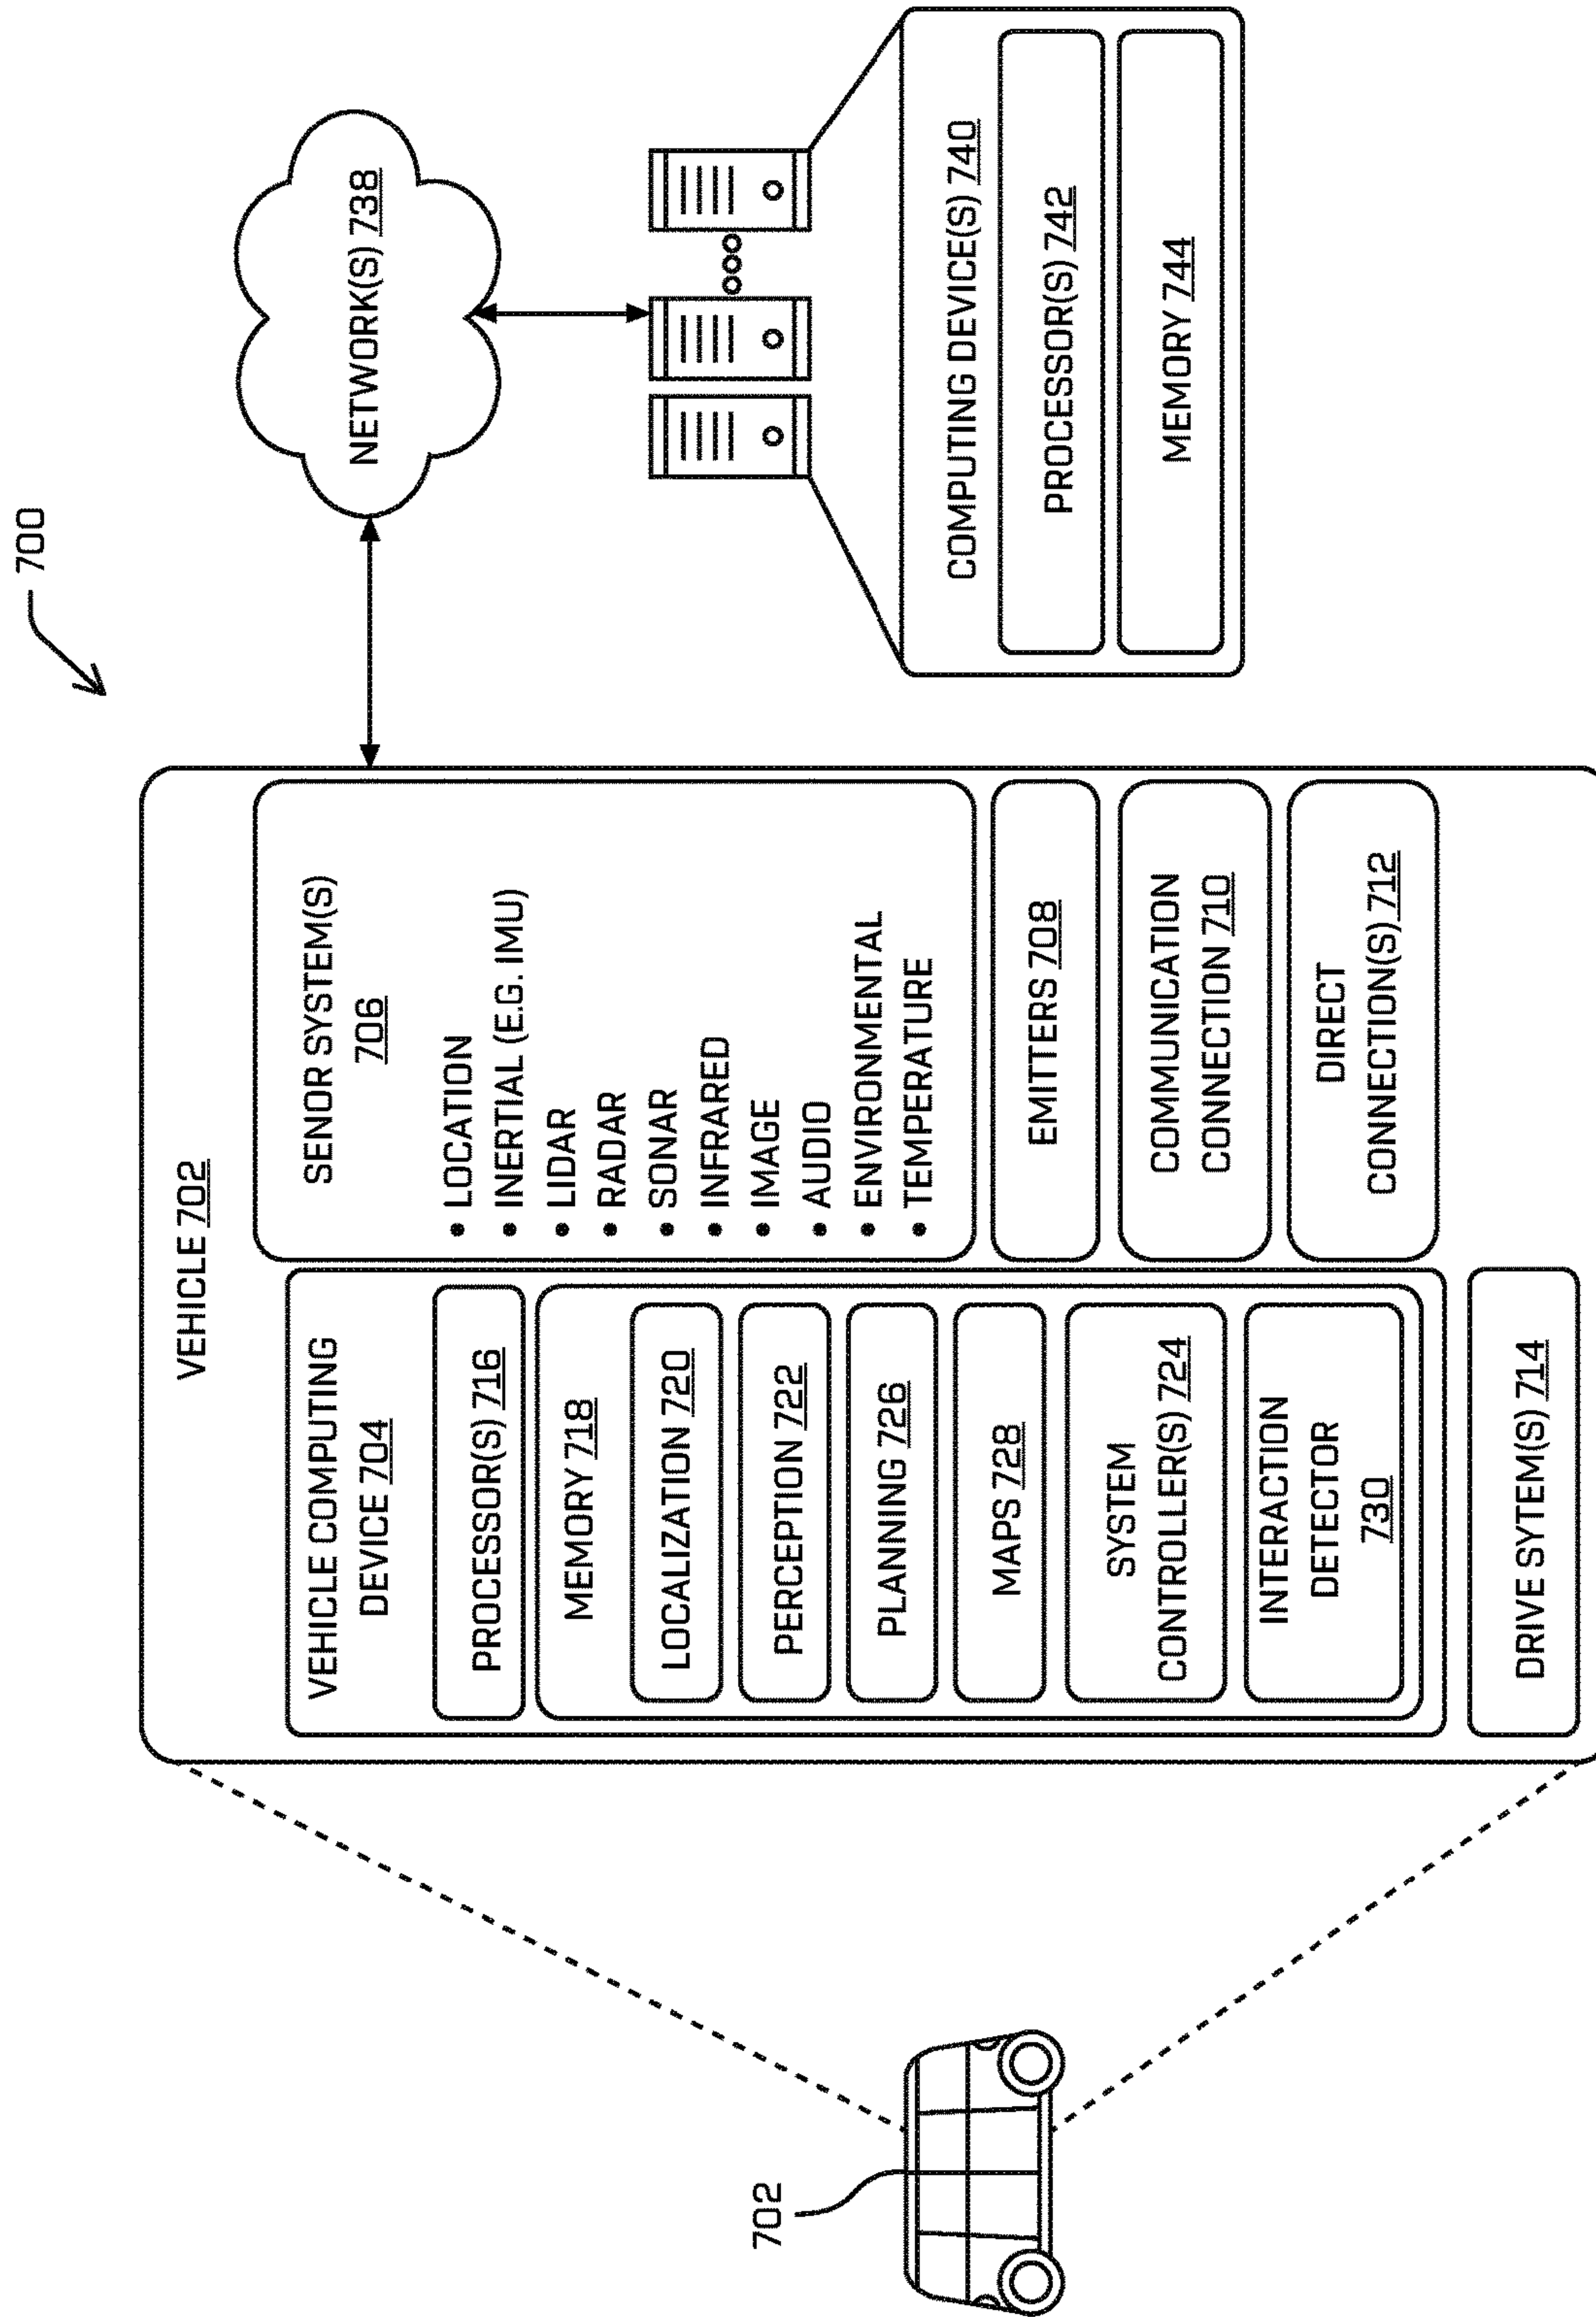 700
VEHICLE 702
VEHICLE COMPUTING
DEVICE 704
PROCESSOR(S) 716
MEMORY 718
LOCALIZATION 720
PERCEPTION 722
PLANNING 726
MAPS 728
SYSTEM
CONTROLLER(S) 724
INTERACTION
DETECTOR
730
DRIVE SYTEM(S) 714
SENOR SYSTEM(S)
706
• LOCATION
• INERTIAL (E.G. IMU)
• LIDAR
• RADAR
• SONAR
• INFRARED
• IMAGE
• AUDIO
• ENVIRONMENTAL
• TEMPERATURE
EMITTERS 708
COMMUNICATION
CONNECTION 710
DIRECT
CONNECTION(S) 712
NETWORK(S) 738
COMPUTING DEVICE(S) 740
PROCESSOR(S) 742
MEMORY 744
702